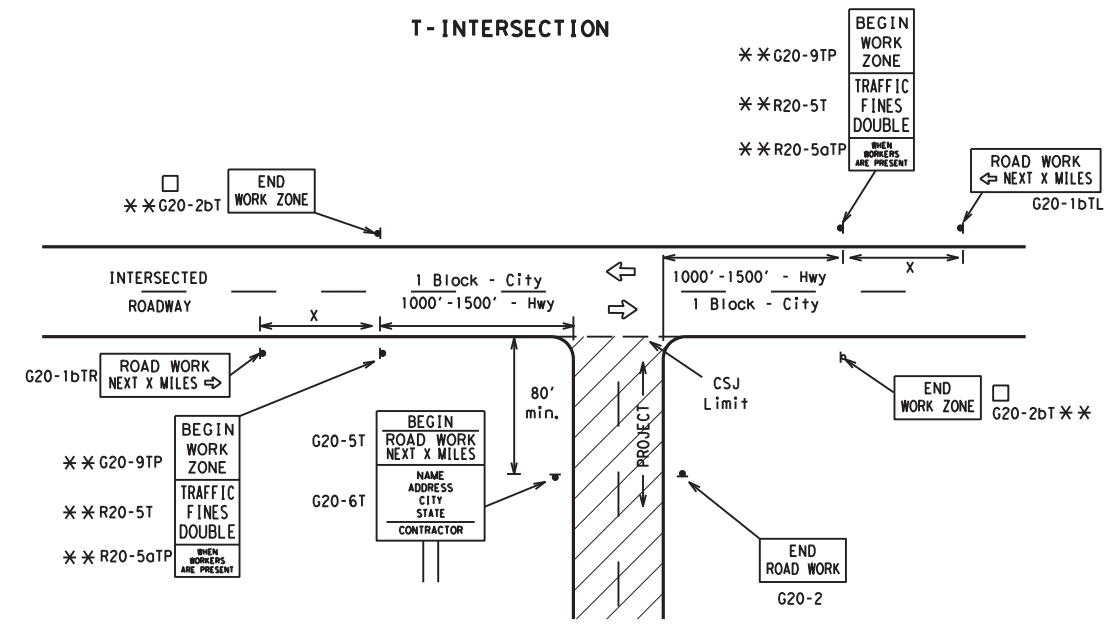 T-INTERSECTION
BEGIN
WORK
ZONE
**G20-9TP
TRAFFIC
FINES
DOUBLE
**R20-5T
WHEN
WORKERS
ARE PRESENT
**R20-5aTP
ROAD WORK
⇦ NEXT X MILES
G20-1bTL
END
WORK ZONE
□
**G20-2bT
INTERSECTED
ROADWAY
1 Block - City
1000'-1500' - Hwy
1000'-1500' - Hwy
1 Block - City
X
X
ROAD WORK
NEXT X MILES ⇨
G20-1bTR
80'
min.
PROJECT
CSJ
Limit
END
WORK ZONE
□
G20-2bT **
BEGIN
WORK
ZONE
**G20-9TP
TRAFFIC
FINES
DOUBLE
**R20-5T
WHEN
WORKERS
ARE PRESENT
**R20-5aTP
BEGIN
ROAD WORK
NEXT X MILES
G20-5T
NAME
ADDRESS
CITY
STATE
CONTRACTOR
G20-6T
END
ROAD WORK
G20-2